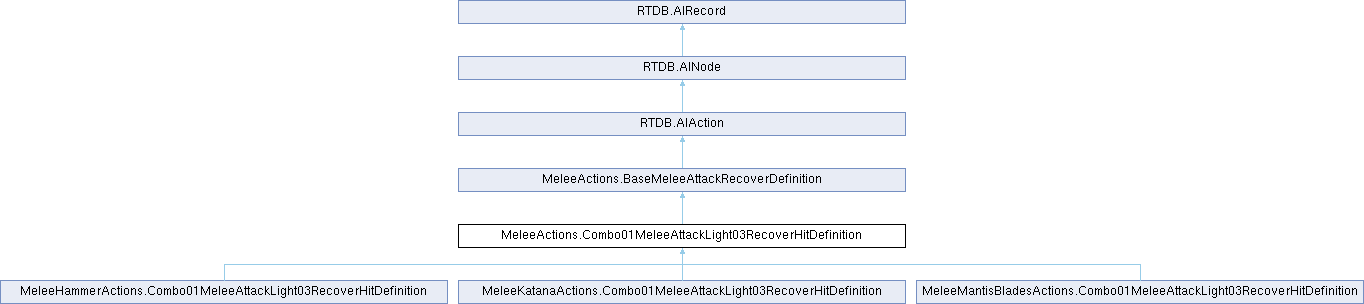 RTDB.AIRecord
RTDB.AINode
RTDB.AIAction
MeleeActions.BaseMeleeAttackRecoverDefinition
MeleeActions.Combo01MeleeAttackLight03RecoverHitDefinition
MeleeHammerActions.Combo01MeleeAttackLight03RecoverHitDefinition
MeleeKatanaActions.Combo01MeleeAttackLight03RecoverHitDefinition
MeleeMantisBladesActions.Combo01MeleeAttackLight03RecoverHitDefinition